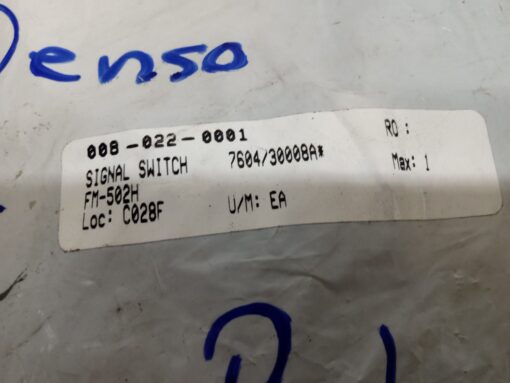 Denso
008-022-0001 RO :
SIGNAL SWITCH 7604/30008A* Max: 1
FM-502H
Loc: C028F U/M: EA